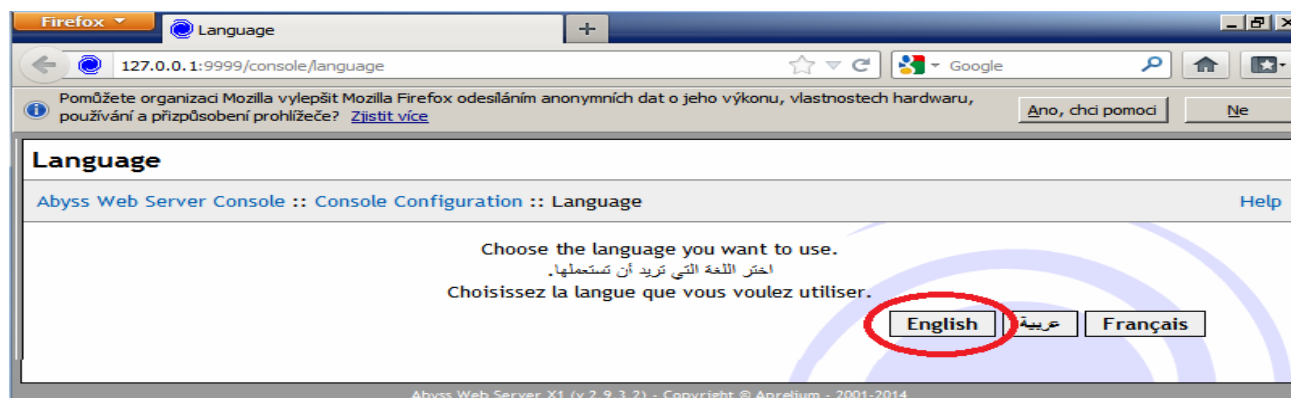 Firefox
Language
127.0.0.1:9999/console/language
Google
Pomůžete organizaci Mozilla vylepšit Mozilla Firefox odesíláním anonymních dat o jeho výkonu, vlastnostech hardwaru,
používání a přizpůsobení prohlížeče? Zjistit více
Ano, chci pomoci
Ne
Language
Abyss Web Server Console :: Console Configuration :: Language
Help
Choose the language you want to use.
اختر اللغة التي تريد أن تستعملها.
Choisissez la langue que vous voulez utiliser.
English
عربية
Français
Abyss Web Server X1 (v 2.9.3.2) - Copyright © Aprelium - 2001-2014